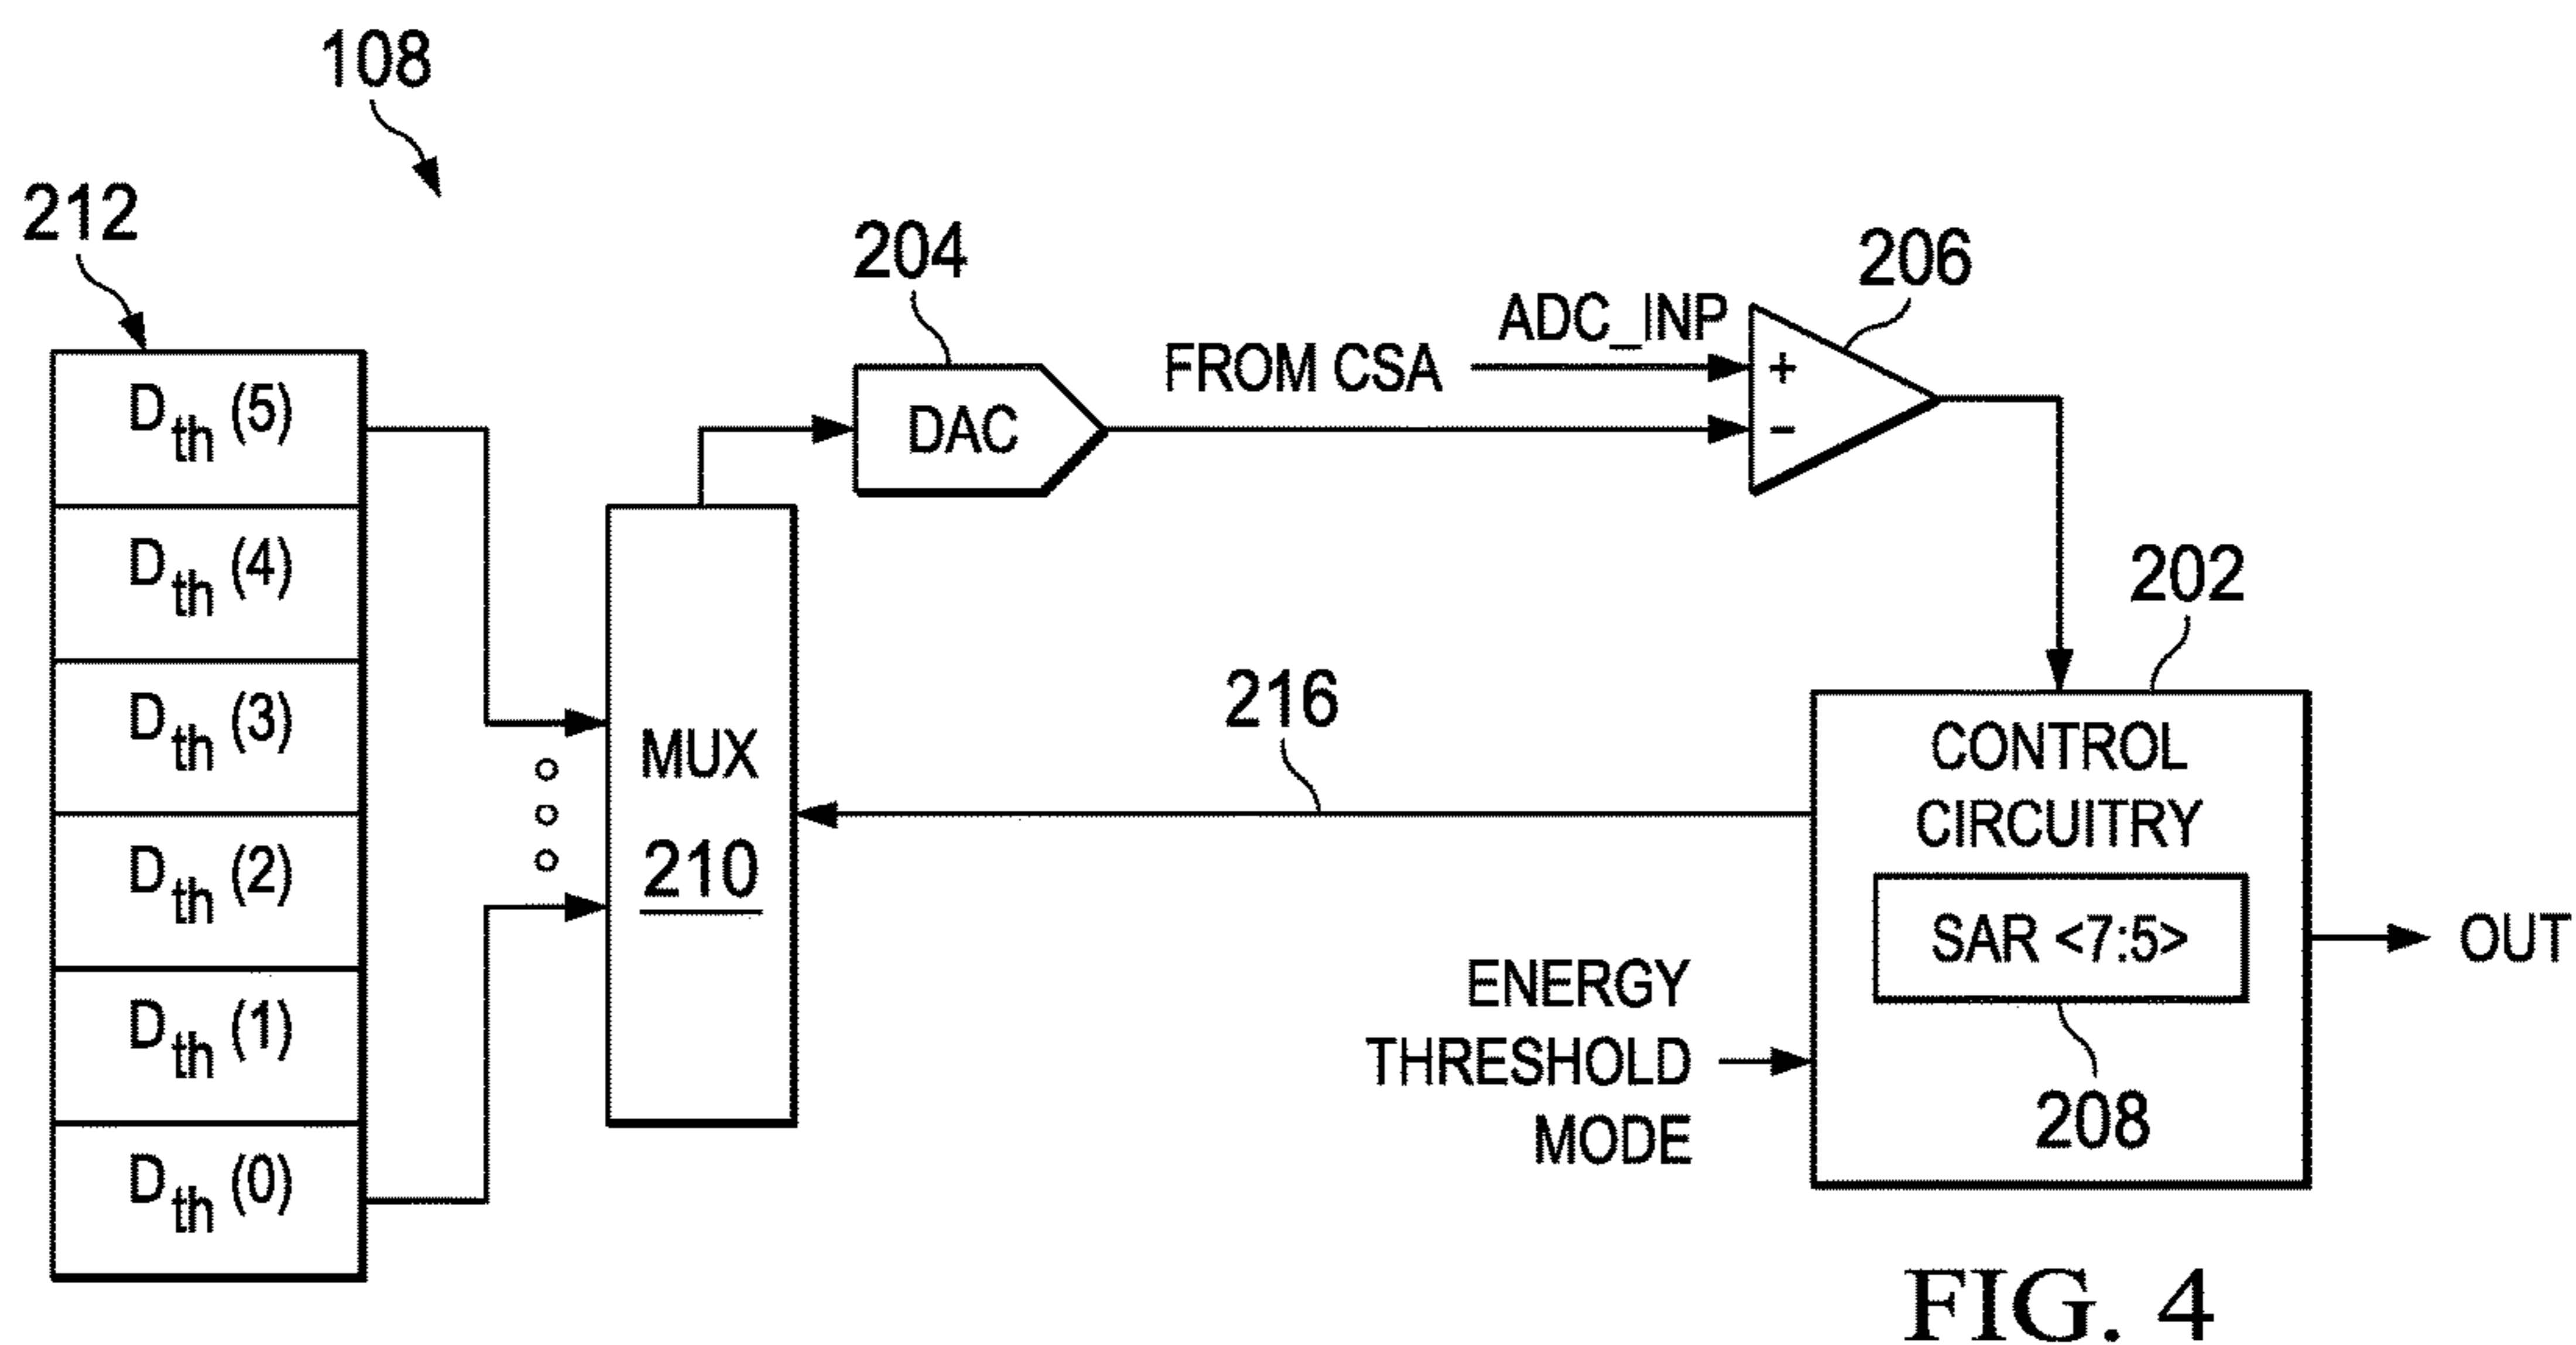 108
212
204
206
ADC_INP
FROM CSA
+
-
DAC
Dth (5)
Dth (4)
Dth (3)
Dth (2)
Dth (1)
Dth (0)
MUX
210
216
202
CONTROL
CIRCUITRY
SAR <7:5>
208
OUT
ENERGY
THRESHOLD
MODE
FIG. 4